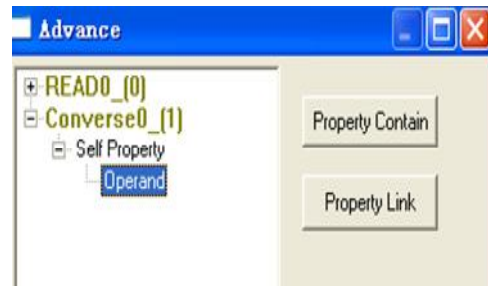 Advance
READ0_(0)
Converse0_(1)
Self Property
Operand
Property Contain
Property Link